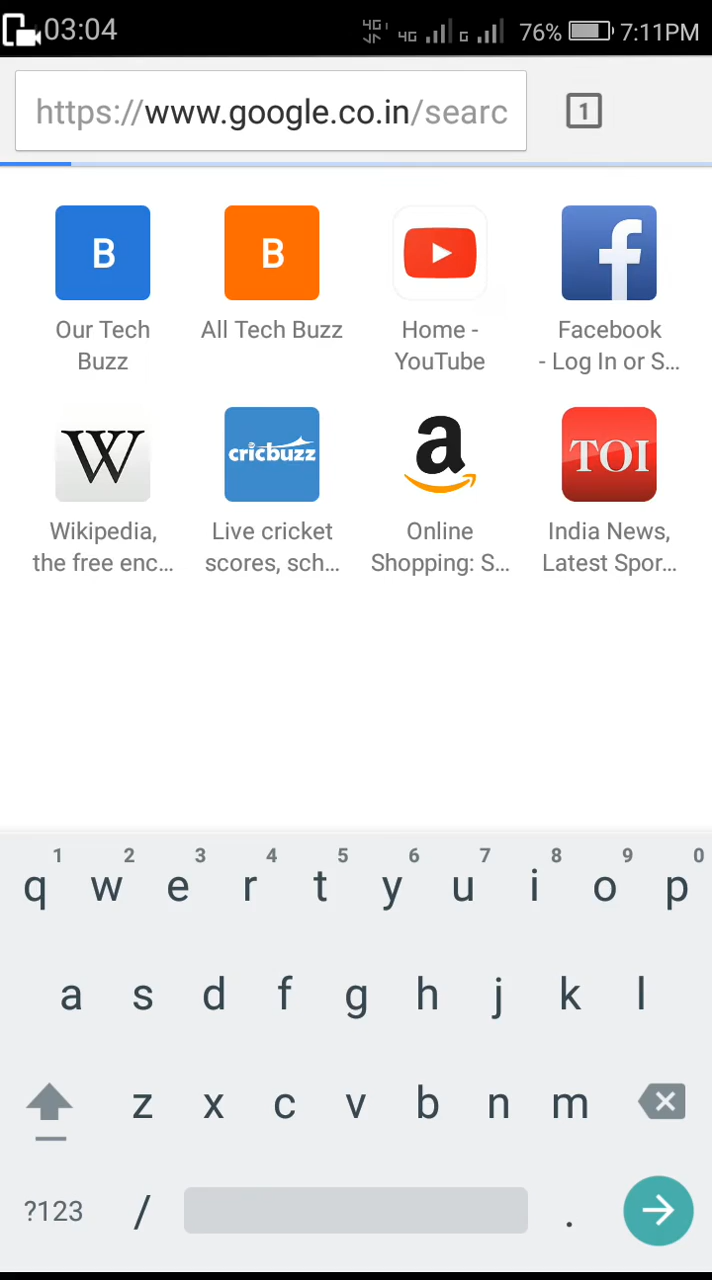 03:04 4G 4G G 76% 7:11PM
https://www.google.co.in/searc 1
B B f
Our Tech Buzz
All Tech Buzz
Home - YouTube
Facebook - Log In or S...
W cricbuzz a TOI
Wikipedia, the free enc...
Live cricket scores, sch...
Online Shopping: S...
India News, Latest Spor...
1 2 3 4 5 6 7 8 9 0
q w e r t y u i o p
a s d f g h j k l
z x c v b n m
?123 / .